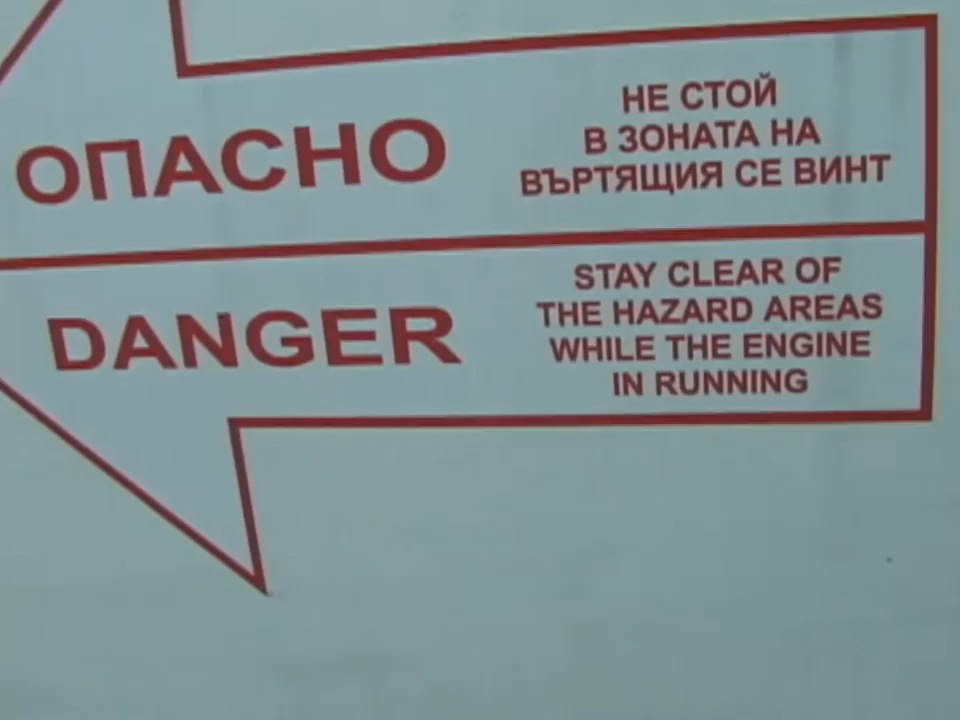 ОПАСНО
НЕ СТОЙ
В ЗОНАТА НА
ВЪРТЯЩИЯ СЕ ВИНТ
DANGER
STAY CLEAR OF
THE HAZARD AREAS
WHILE THE ENGINE
IN RUNNING